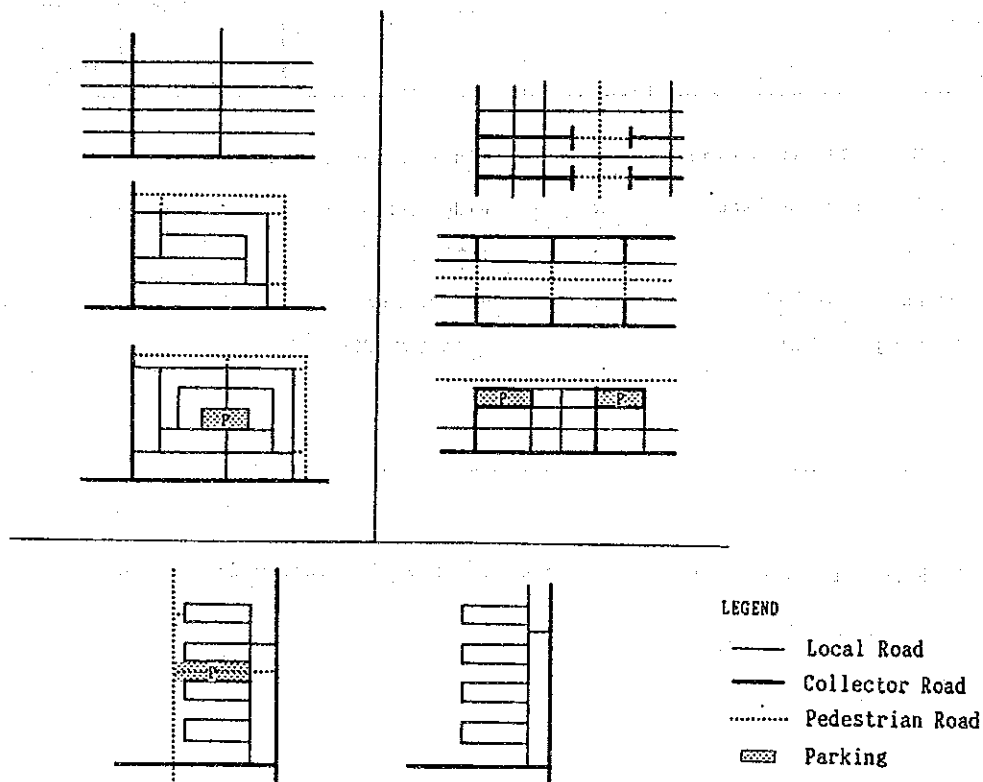 P
P P
P
LEGEND
Local Road
Collector Road
Pedestrian Road
Parking